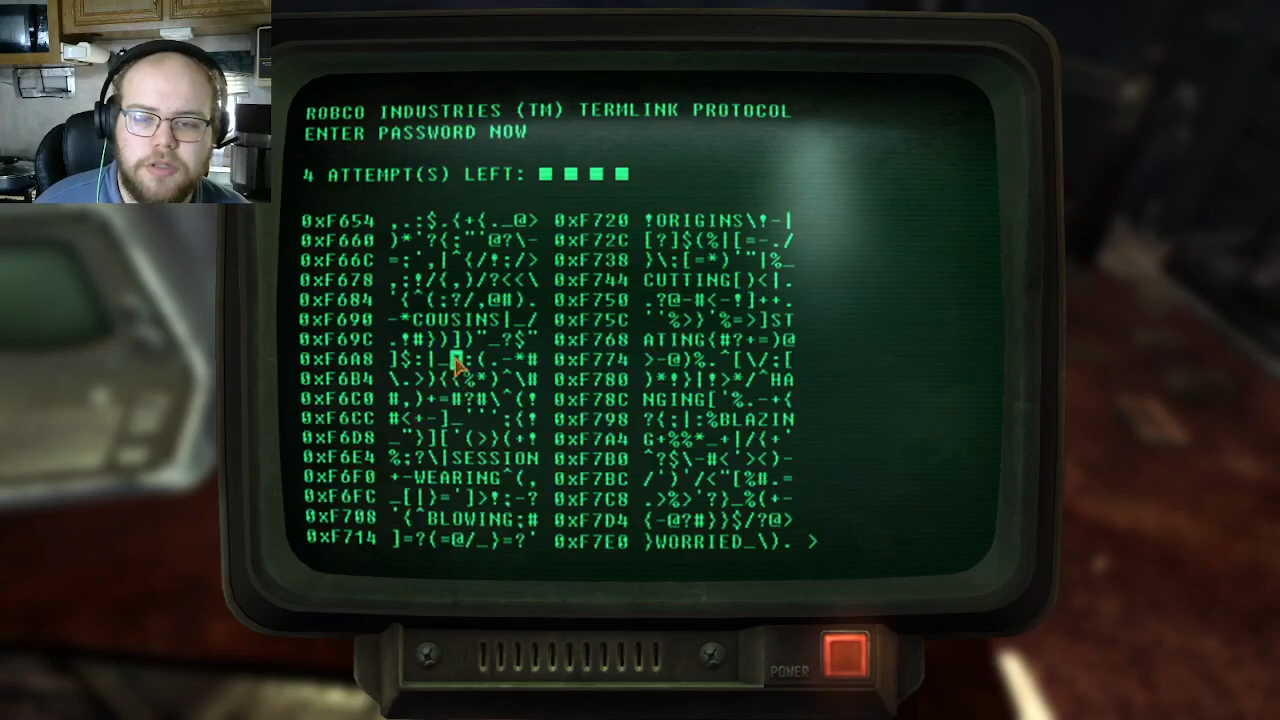 ROBCO INDUSTRIES (TM) TERMLINK PROTOCOL
ENTER PASSWORD NOW
4 ATTEMPT(S) LEFT: ■ ■ ■ ■
0xF654 ,.:$.{+{._@> 0xF720 !ORIGINS\!-|
0xF660 )*'?{;"'@?\- 0xF72C [?]$(%|[=-./
0xF66C =;',|^{/!;/> 0xF738 }\;[=*)'"|%_
0xF678 ,;!/{,)/?<<\ 0xF744 CUTTING[)<|.
0xF684 '{^(;?/,@#). 0xF750 .?@-#<-!]++.
0xF690 -*COUSINS|_/ 0xF75C ''%>}'%=>]ST
0xF69C .!#})])"_?$" 0xF768 ATING{#?+=)@
0xF6A8 ]$:|_ :(.-*# 0xF774 >-@)%.^[\/;[
0xF6B4 \.>){{%*)^\# 0xF780 )*!}|!>*/^HA
0xF6C0 #,)+=#?#\^(! 0xF78C NGING['%.-+{
0xF6CC #<+-]_''';{! 0xF798 ?{;|:%BLAZIN
0xF6D8 _"}]['(>}(+! 0xF7A4 G+%%*_+|/{+'
0xF6E4 %;?\|SESSION 0xF7B0 ^?$\-#<'><)-
0xF6F0 +-WEARING^(, 0xF7BC /')'/<"[%#.=
0xF6FC _[|}=']>!;-? 0xF7C8 .>%>'?}_%(+-
0xF708 '{^BLOWING;# 0xF7D4 {-@?#}}$/?@>
0xF714 ]=?(=@/_}=?' 0xF7E0 }WORRIED_\). >
POWER